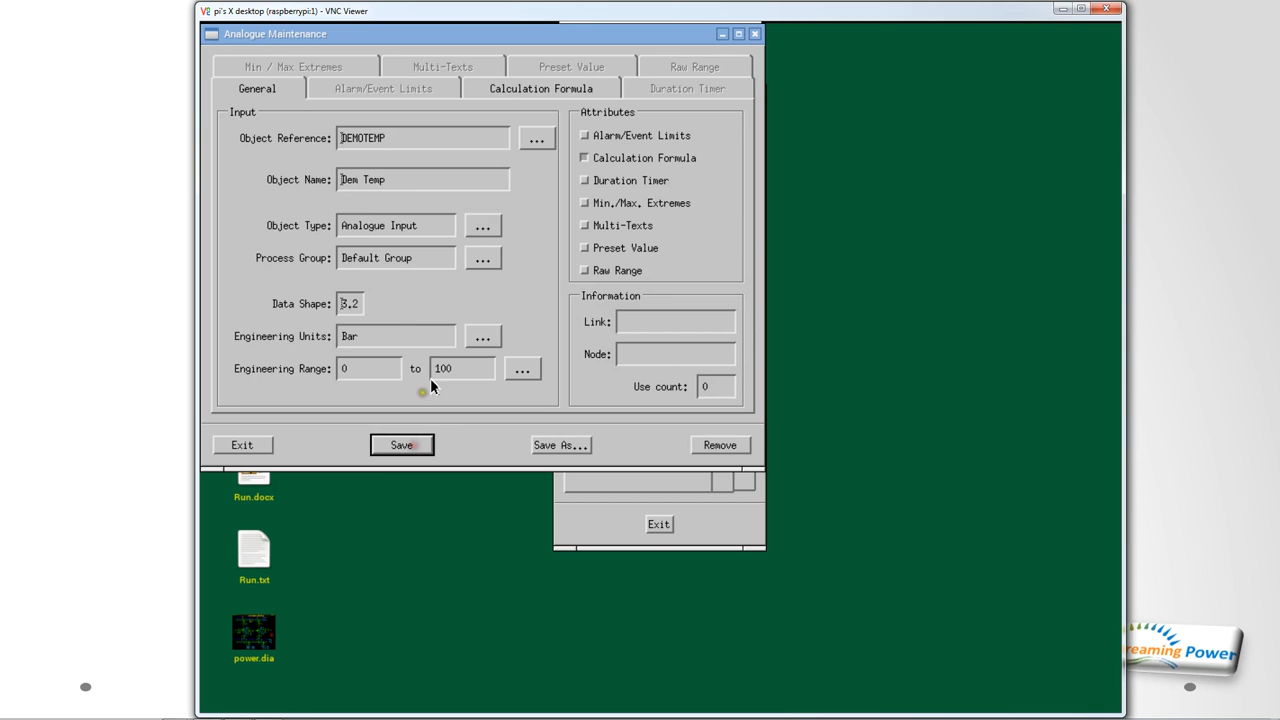 pi's X desktop (raspberrypi:1) - VNC Viewer
Analogue Maintenance
Min / Max Extremes Multi-Texts Preset Value Raw Range
General Alarm/Event Limits Calculation Formula Duration Timer
Input
Object Reference: DEMOTEMP ...
Object Name: Dem Temp
Object Type: Analogue Input ...
Process Group: Default Group ...
Data Shape: 3.2
Engineering Units: Bar ...
Engineering Range: 0 to 100 ...
Attributes
Alarm/Event Limits
Calculation Formula
Duration Timer
Min./Max. Extremes
Multi-Texts
Preset Value
Raw Range
Information
Link:
Node:
Use count: 0
Exit Save Save As... Remove
Run.docx
Exit
Run.txt
power.dia
reaming Power